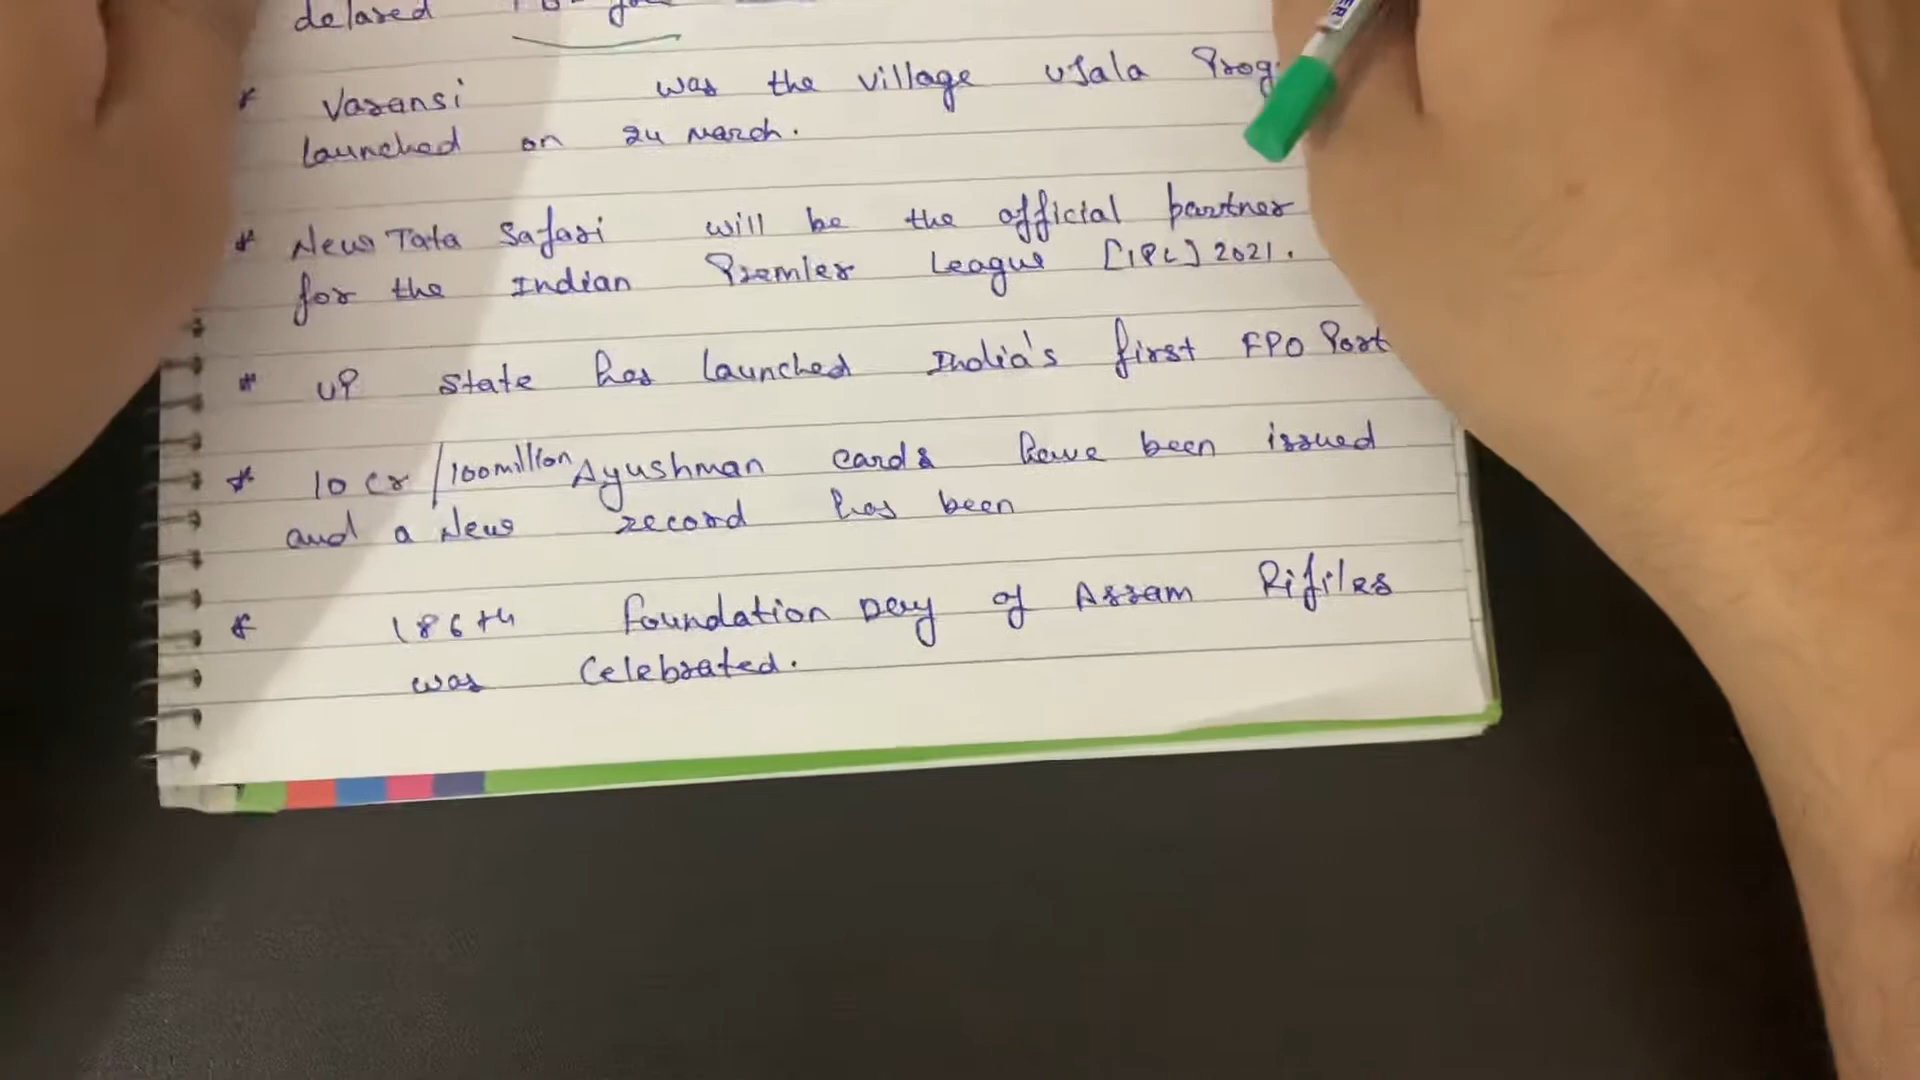 delared
* Varansi was the village uJala Prog
launched on 24 march.
* New Tata Safari will be the official partner
for the Indian Premier League [IPL] 2021.
* UP state has launched India's first FPO Port
* 10 cr / 100 million Ayushman cards have been issued
and a New record has been
* 186th foundation Day of Assam Rifiles
was Celebrated.